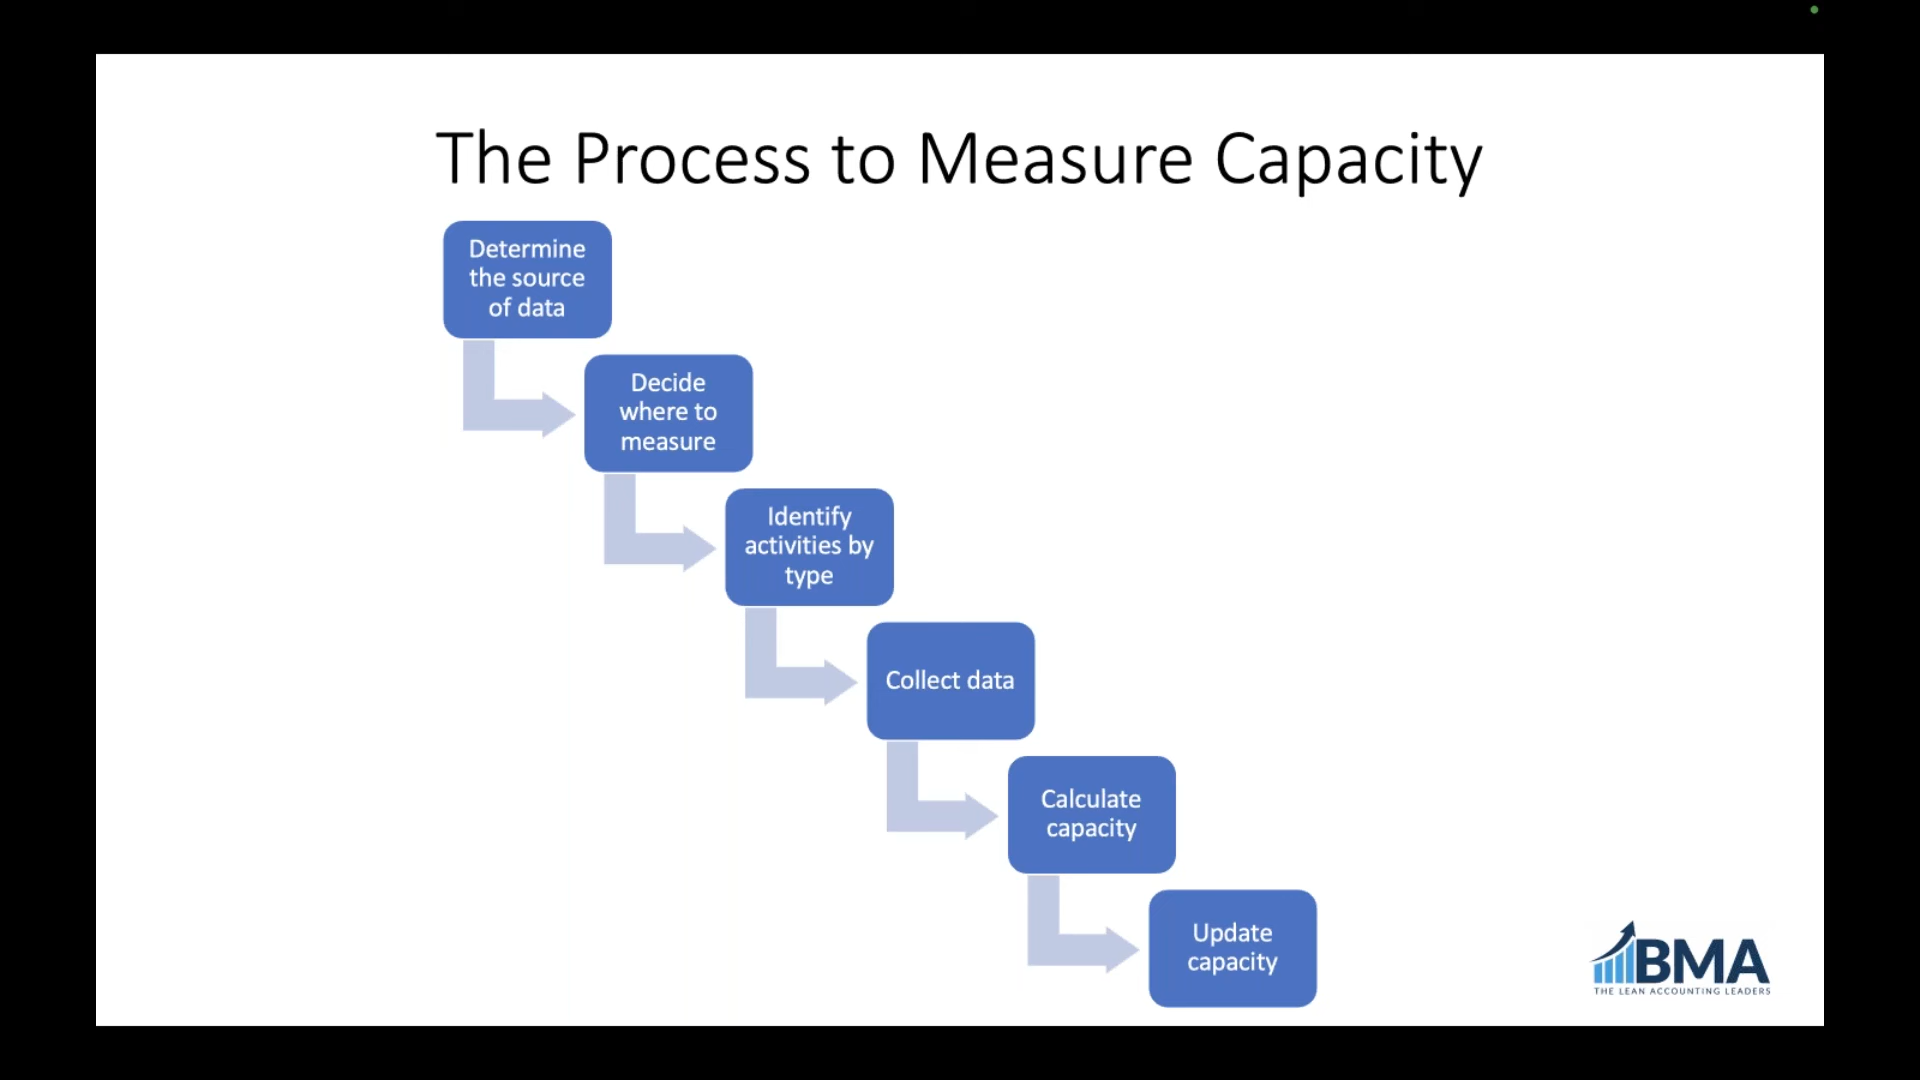 The Process to Measure Capacity
Determine
the source
of data
Decide
where to
measure
Identify
activities by
type
Collect data
Calculate
capacity
Update
capacity
BMA
THE LEAN ACCOUNTING LEADERS